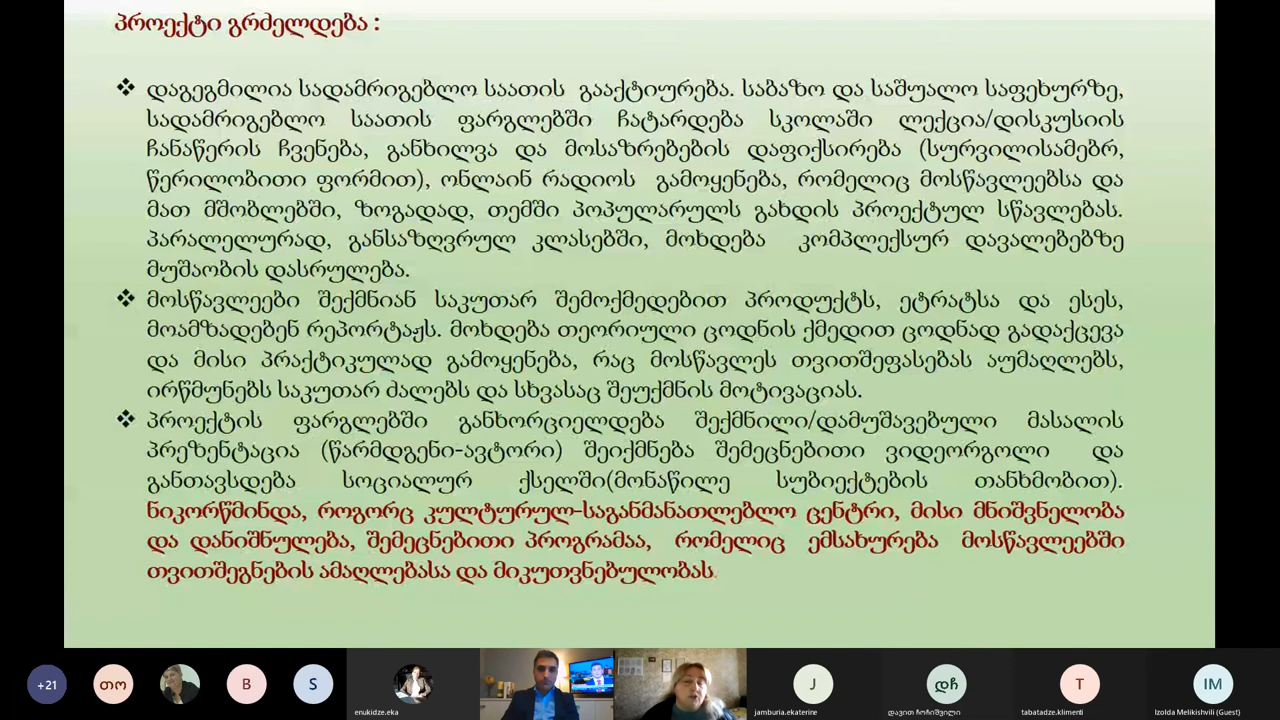 პროექტი გრძელდება :
❖ დაგეგმილია სადამრიგებლო საათის გააქტიურება. საბაზო და საშუალო საფეხურზე,
სადამრიგებლო საათის ფარგლებში ჩატარდება სკოლაში ლექცია/დისკუსიის
ჩანაწერის ჩვენება, განხილვა და მოსაზრებების დაფიქსირება (სურვილისამებრ,
წერილობითი ფორმით), ონლაინ რადიოს გამოყენება, რომელიც მოსწავლეებსა და
მათ მშობლებში, ზოგადად, თემში პოპულარულს გახდის პროექტულ სწავლებას.
პარალელურად, განსაზღვრულ კლასებში, მოხდება კომპლექსურ დავალებებზე
მუშაობის დასრულება.
❖ მოსწავლეები შექმნიან საკუთარ შემოქმედებით პროდუქტს, ეტრატსა და ესეს,
მოამზადებენ რეპორტაჟს. მოხდება თეორიული ცოდნის ქმედით ცოდნად გადაქცევა
და მისი პრაქტიკულად გამოყენება, რაც მოსწავლეს თვითშეფასებას აუმაღლებს,
ირწმუნებს საკუთარ ძალებს და სხვასაც შეუქმნის მოტივაციას.
❖ პროექტის ფარგლებში განხორციელდება შექმნილი/დამუშავებული მასალის
პრეზენტაცია (წარმდგენი-ავტორი) შეიქმნება შემეცნებითი ვიდეორგოლი და
განთავსდება სოციალურ ქსელში(მონაწილე სუბიექტების თანხმობით).
ნიკორწმინდა, როგორც კულტურულ-საგანმანათლებლო ცენტრი, მისი მნიშვნელობა
და დანიშნულება, შემეცნებითი პროგრამაა, რომელიც ემსახურება მოსწავლეებში
თვითშეგნების ამაღლებასა და მიკუთვნებულობას.
+21 თო B S J დჩ T IM
enukidze.eka jamburia.ekaterine დავით ჩოჩიშვილი tabatadze.klimenti Izolda Melikishvili (Guest)